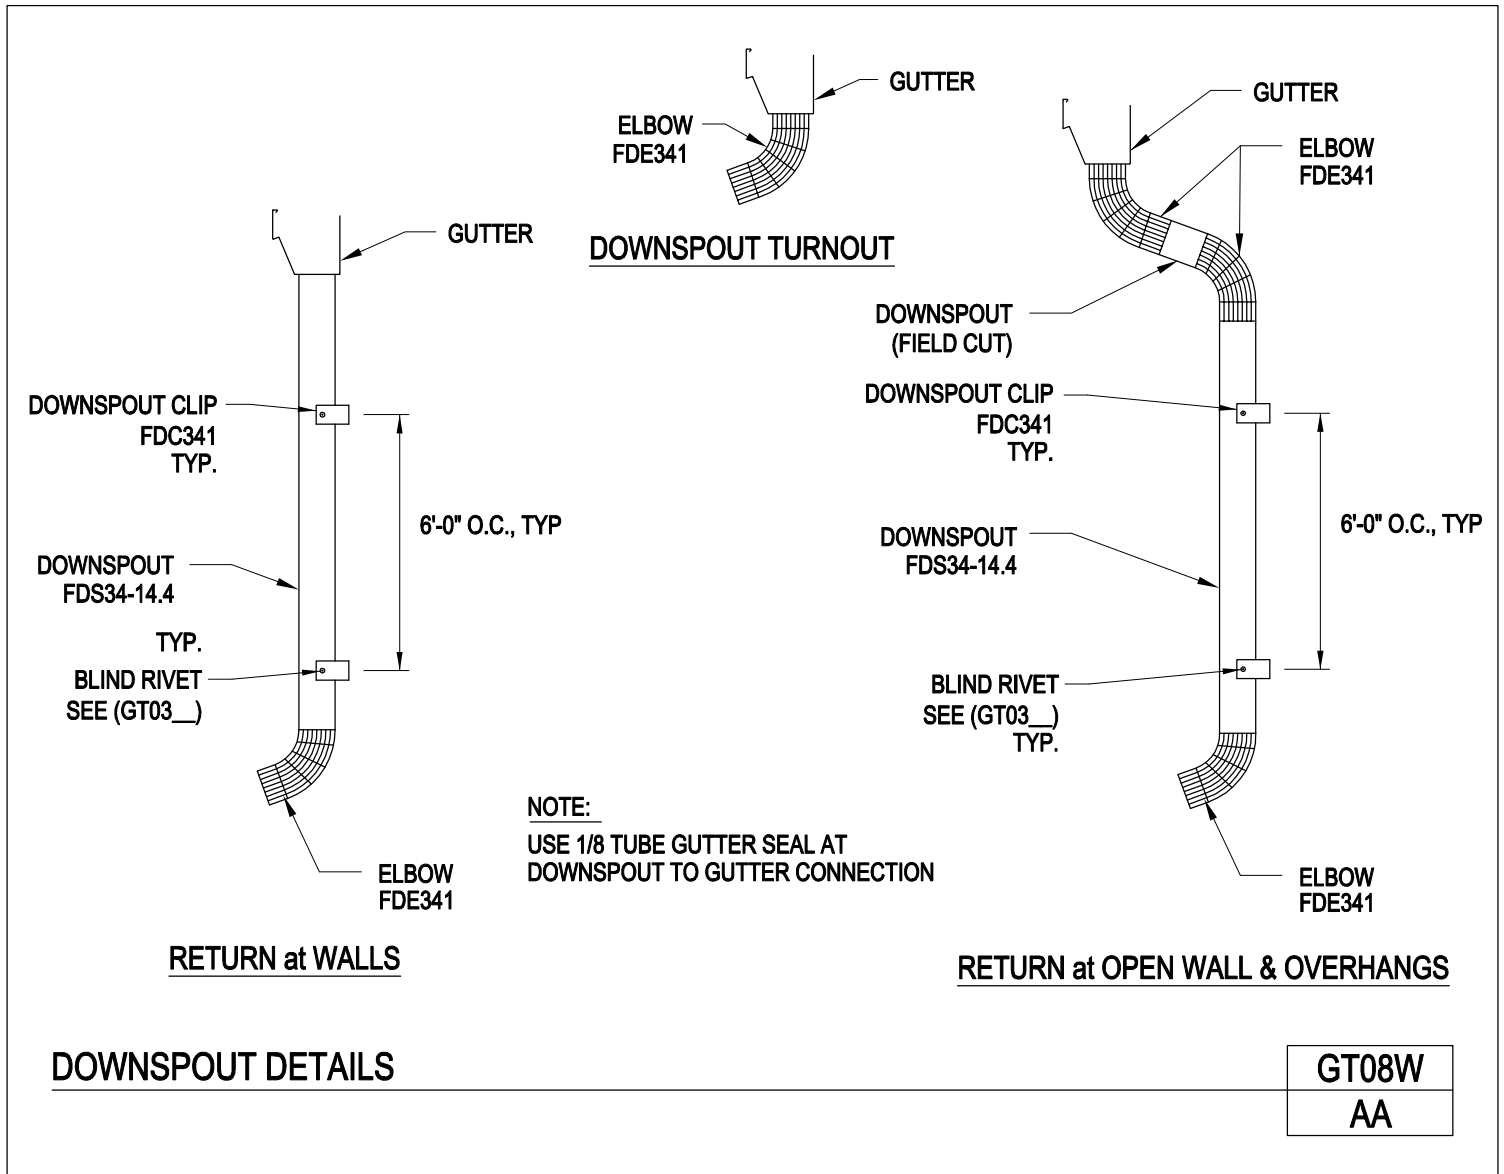 GUTTER
ELBOW
FDE341
DOWNSPOUT TURNOUT
GUTTER
DOWNSPOUT CLIP
FDC341
TYP.
6'-0" O.C., TYP
DOWNSPOUT
FDS34-14.4
TYP.
BLIND RIVET
SEE (GT03__)
ELBOW
FDE341
RETURN at WALLS
NOTE:
USE 1/8 TUBE GUTTER SEAL AT
DOWNSPOUT TO GUTTER CONNECTION
GUTTER
ELBOW
FDE341
DOWNSPOUT
(FIELD CUT)
DOWNSPOUT CLIP
FDC341
TYP.
6'-0" O.C., TYP
DOWNSPOUT
FDS34-14.4
BLIND RIVET
SEE (GT03__)
TYP.
ELBOW
FDE341
RETURN at OPEN WALL & OVERHANGS
DOWNSPOUT DETAILS
GT08W
AA